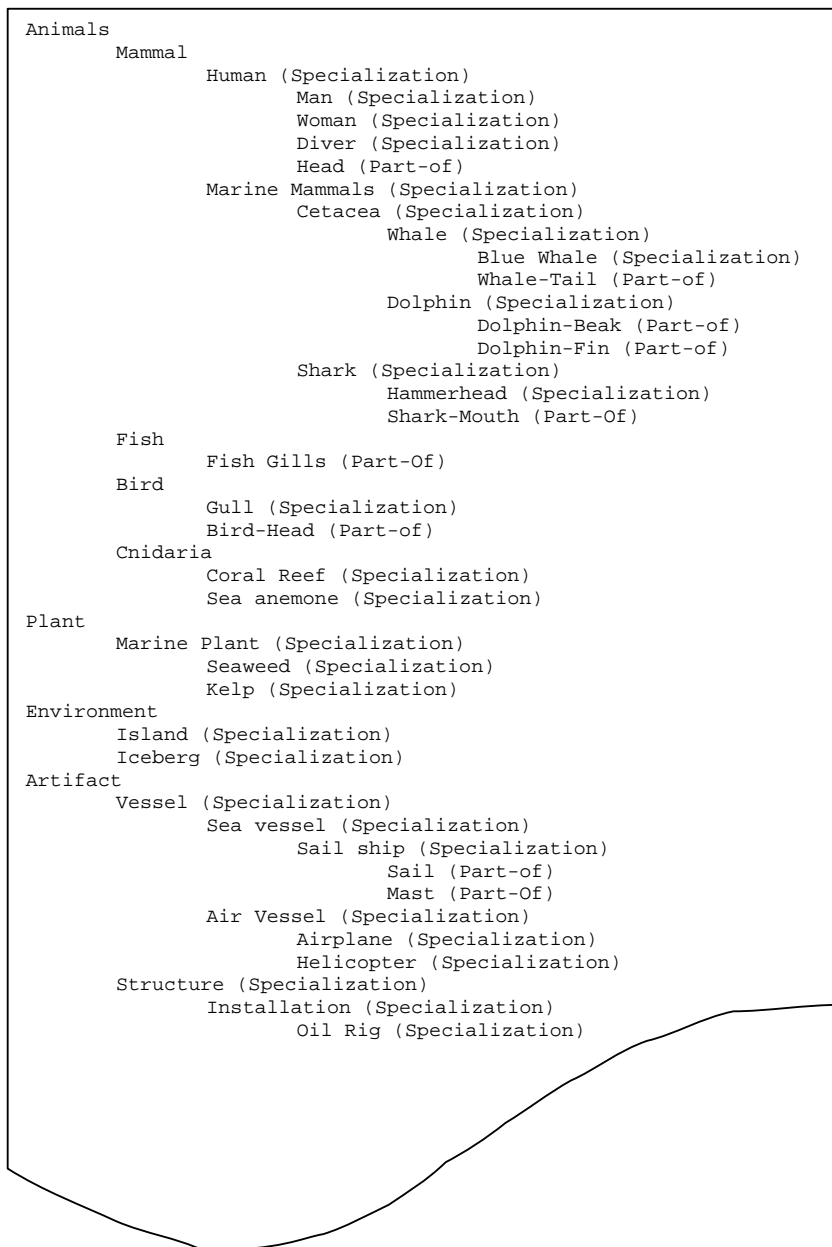 Animals
Mammal
Human (Specialization)
Man (Specialization)
Woman (Specialization)
Diver (Specialization)
Head (Part-of)
Marine Mammals (Specialization)
Cetacea (Specialization)
Whale (Specialization)
Blue Whale (Specialization)
Whale-Tail (Part-of)
Dolphin (Specialization)
Dolphin-Beak (Part-of)
Dolphin-Fin (Part-of)
Shark (Specialization)
Hammerhead (Specialization)
Shark-Mouth (Part-Of)
Fish
Fish Gills (Part-Of)
Bird
Gull (Specialization)
Bird-Head (Part-of)
Cnidaria
Coral Reef (Specialization)
Sea anemone (Specialization)
Plant
Marine Plant (Specialization)
Seaweed (Specialization)
Kelp (Specialization)
Environment
Island (Specialization)
Iceberg (Specialization)
Artifact
Vessel (Specialization)
Sea vessel (Specialization)
Sail ship (Specialization)
Sail (Part-of)
Mast (Part-Of)
Air Vessel (Specialization)
Airplane (Specialization)
Helicopter (Specialization)
Structure (Specialization)
Installation (Specialization)
Oil Rig (Specialization)